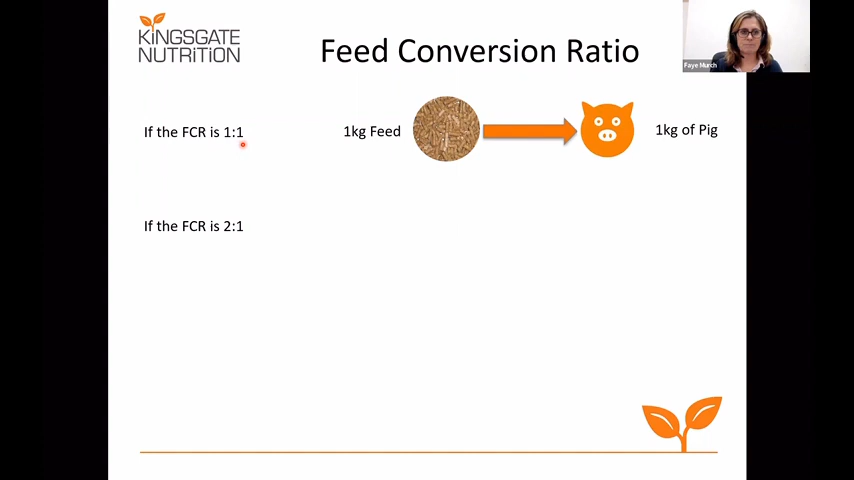 KINGSGATE
NUTRITION
Feed Conversion Ratio
Faye Murch
If the FCR is 1:1
1kg Feed
1kg of Pig
If the FCR is 2:1